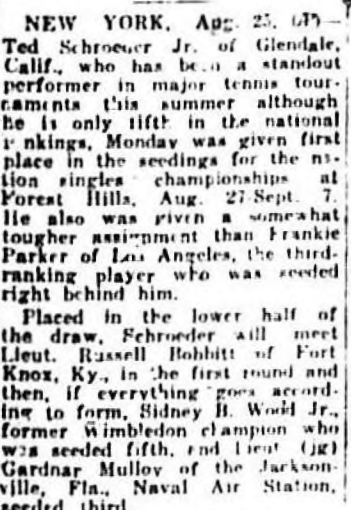 NEW YORK, Aug. 25. (AP)—
Ted Schroeder Jr. of Glendale,
Calif., who has been a standout
performer in major tennis tour-
naments this summer although
he is only fifth in the national
rankings, Monday was given first
place in the seedings for the na-
tion singles championships at
Forest Hills, Aug. 27-Sept. 7.
He also was given a somewhat
tougher assignment than Frankie
Parker of Los Angeles, the third-
ranking player who was seeded
right behind him.
Placed in the lower half of
the draw, Schroeder will meet
Lieut. Russell Bobbitt of Fort
Knox, Ky., in the first round and
then, if everything goes accord-
ing to form, Sidney B. Wood Jr.,
former Wimbledon champion who
was seeded fifth, and Lieut (jg)
Gardnar Mulloy of the Jackson-
ville, Fla., Naval Air Station,
seeded third